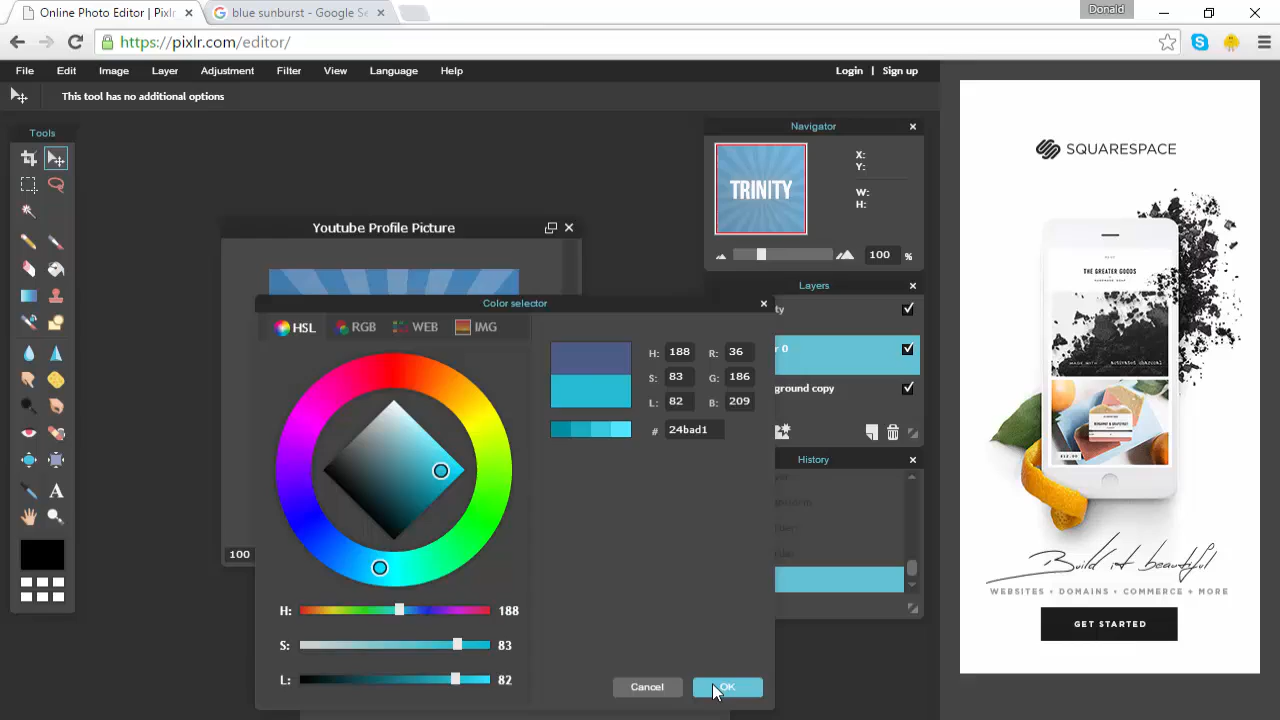 Online Photo Editor | Pixlr
blue sunburst - Google Se
Donald
https://pixlr.com/editor/
File Edit Image Layer Adjustment Filter View Language Help Login | Sign up
This tool has no additional options
Tools
Navigator
TRINITY
X:
Y:
W:
H:
100 %
Youtube Profile Picture
Layers
ty
r 0
ground copy
History
100
Color selector
HSL RGB WEB IMG
H: 188 R: 36
S: 83 G: 186
L: 82 B: 209
# 24bad1
H: 188
S: 83
L: 82
Cancel OK
SQUARESPACE
THE GREATER GOODS
Build it beautiful
WEBSITES • DOMAINS • COMMERCE • MORE
GET STARTED